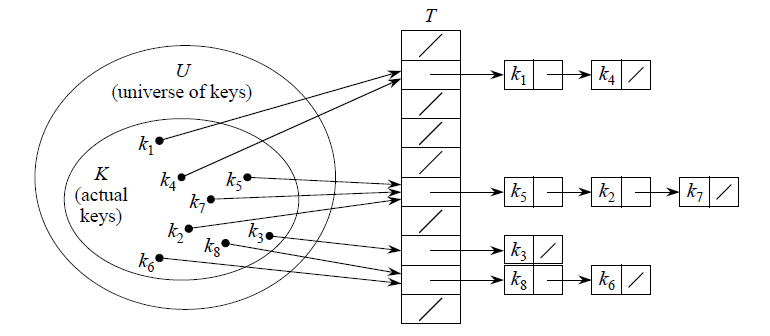 T
U
(universe of keys)
k1 k4
k1
K
(actual
keys)
k4 k5
k7
k5 k2 k7
k2 k3
k8
k3
k6
k8 k6